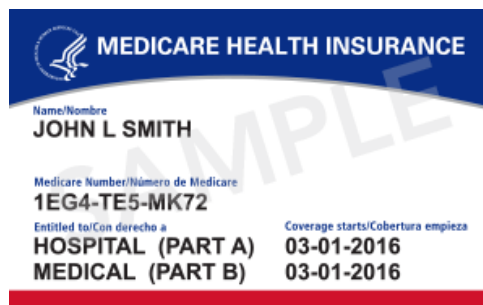 MEDICARE HEALTH INSURANCE
Name/Nombre
JOHN L SMITH
Medicare Number/Número de Medicare
1EG4-TE5-MK72
Entitled to/Con derecho a Coverage starts/Cobertura empieza
HOSPITAL (PART A) 03-01-2016
MEDICAL (PART B) 03-01-2016
SAMPLE